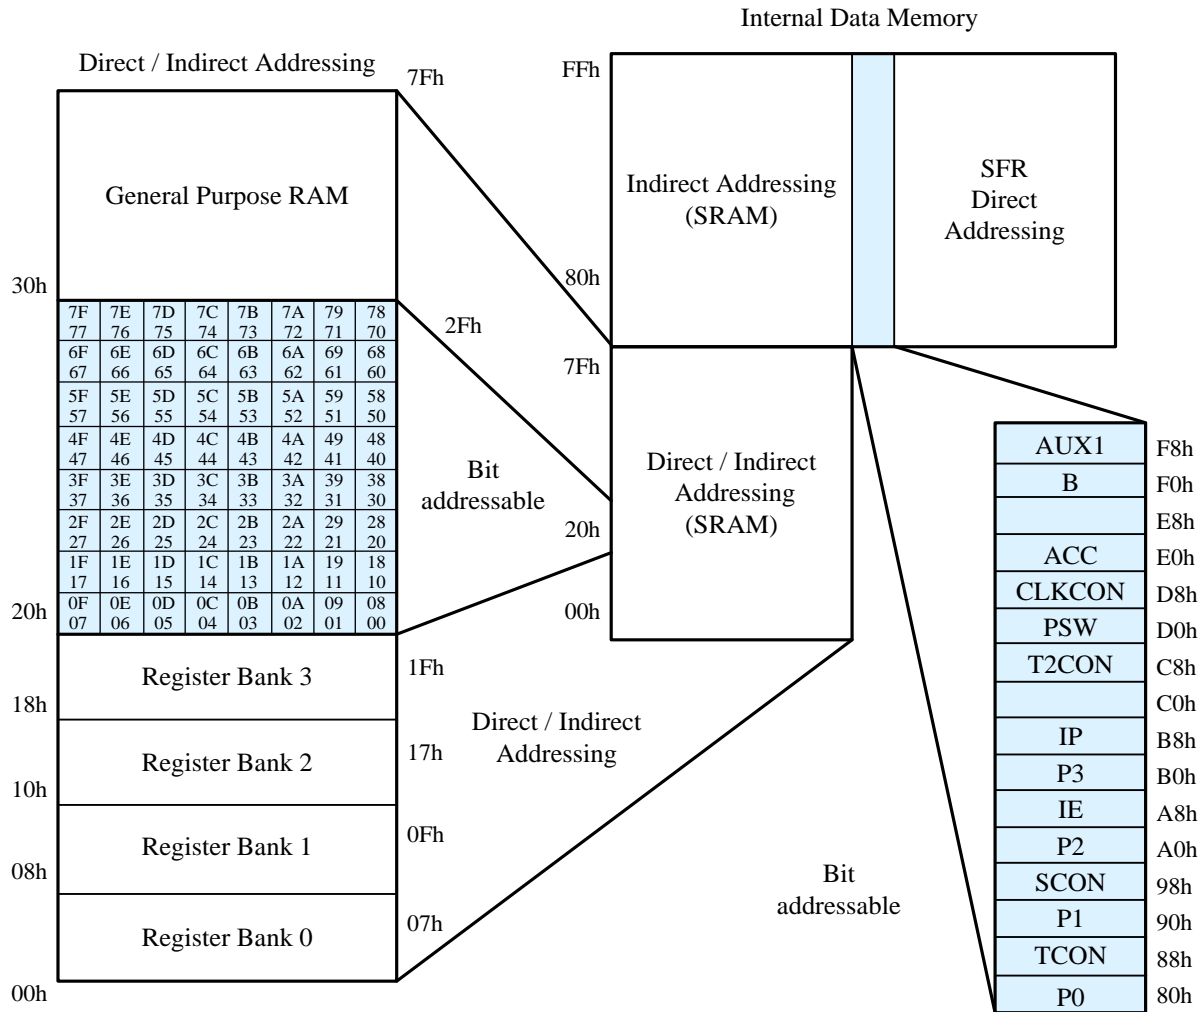 Internal Data Memory
Direct / Indirect Addressing
7Fh
General Purpose RAM
30h
7F 7E 7D 7C 7B 7A 79 78
77 76 75 74 73 72 71 70
6F 6E 6D 6C 6B 6A 69 68
67 66 65 64 63 62 61 60
5F 5E 5D 5C 5B 5A 59 58
57 56 55 54 53 52 51 50
4F 4E 4D 4C 4B 4A 49 48
47 46 45 44 43 42 41 40
3F 3E 3D 3C 3B 3A 39 38
37 36 35 34 33 32 31 30
2F 2E 2D 2C 2B 2A 29 28
27 26 25 24 23 22 21 20
1F 1E 1D 1C 1B 1A 19 18
17 16 15 14 13 12 11 10
0F 0E 0D 0C 0B 0A 09 08
07 06 05 04 03 02 01 00
20h
2Fh
Bit
addressable
Register Bank 3
1Fh
18h
Register Bank 2
17h
10h
Register Bank 1
0Fh
08h
Register Bank 0
07h
00h
Direct / Indirect
Addressing
FFh
Indirect Addressing
(SRAM)
80h
SFR
Direct
Addressing
7Fh
Direct / Indirect
Addressing
(SRAM)
20h
00h
Bit
addressable
AUX1 F8h
B F0h
E8h
ACC E0h
CLKCON D8h
PSW D0h
T2CON C8h
C0h
IP B8h
P3 B0h
IE A8h
P2 A0h
SCON 98h
P1 90h
TCON 88h
P0 80h